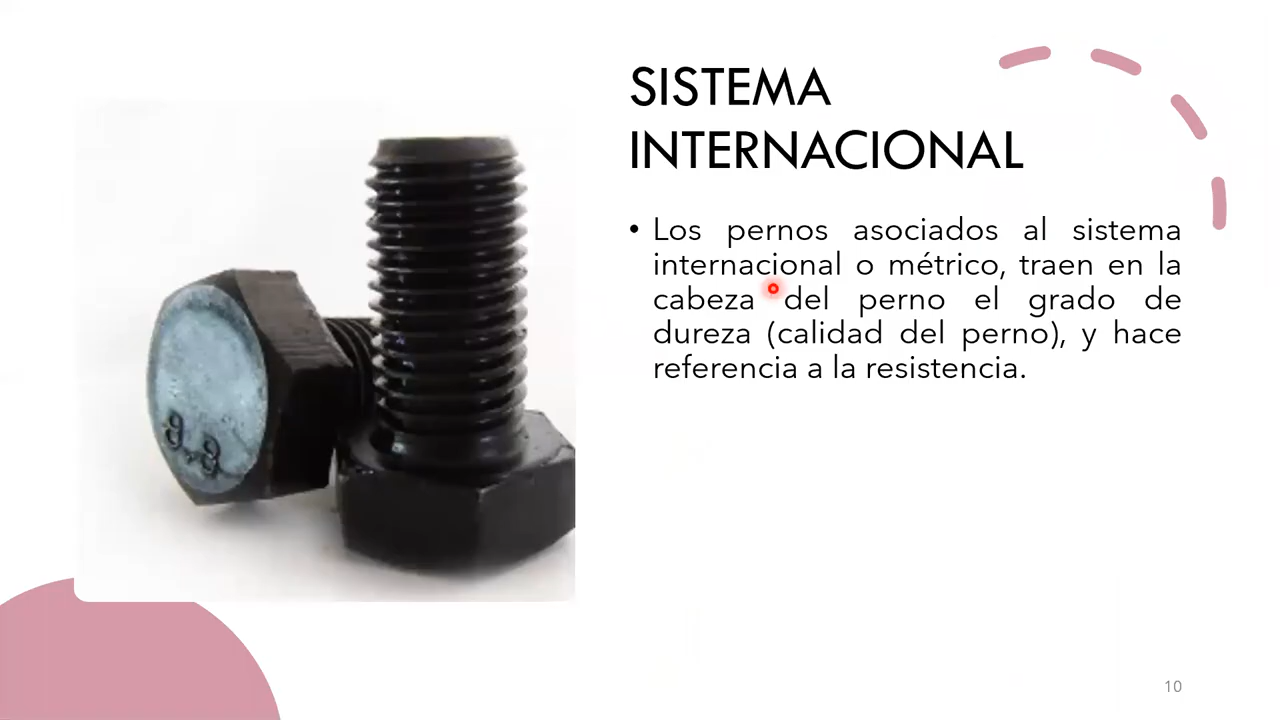 SISTEMA
INTERNACIONAL
• Los pernos asociados al sistema
internacional o métrico, traen en la
cabeza del perno el grado de
dureza (calidad del perno), y hace
referencia a la resistencia.
8.8
10